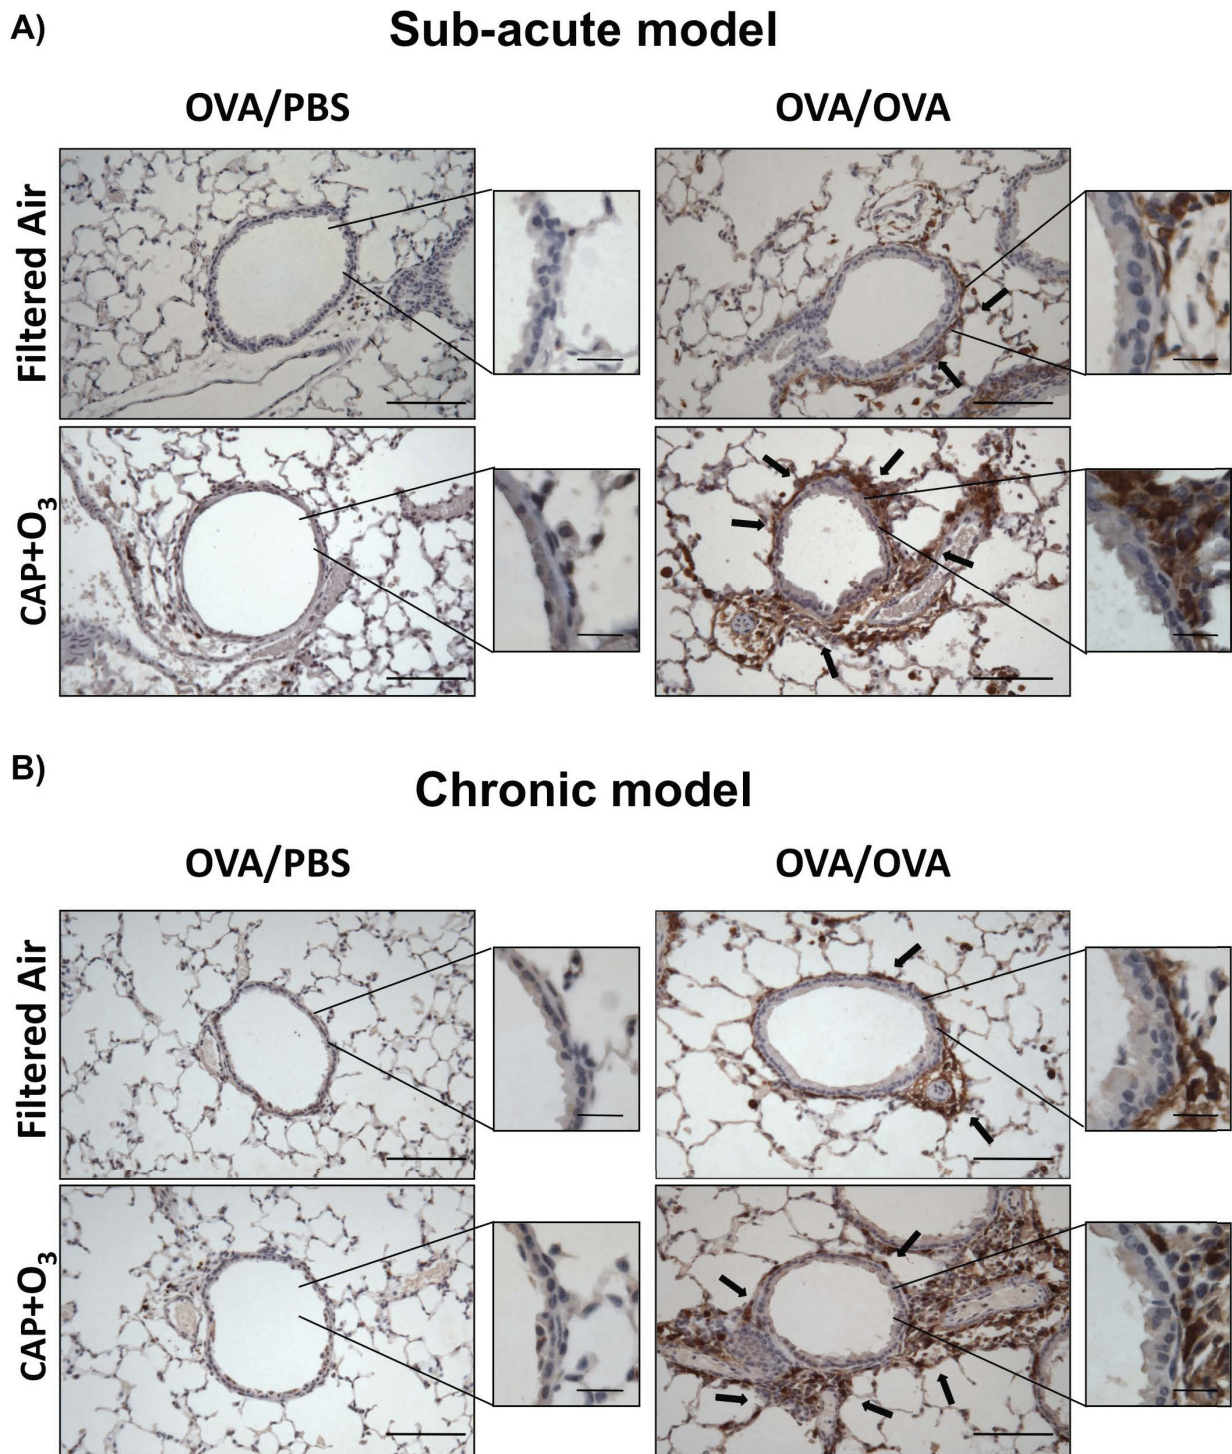 A)
Sub-acute model
OVA/PBS
OVA/OVA
Filtered Air
CAP+O₃
B)
Chronic model
OVA/PBS
OVA/OVA
Filtered Air
CAP+O₃